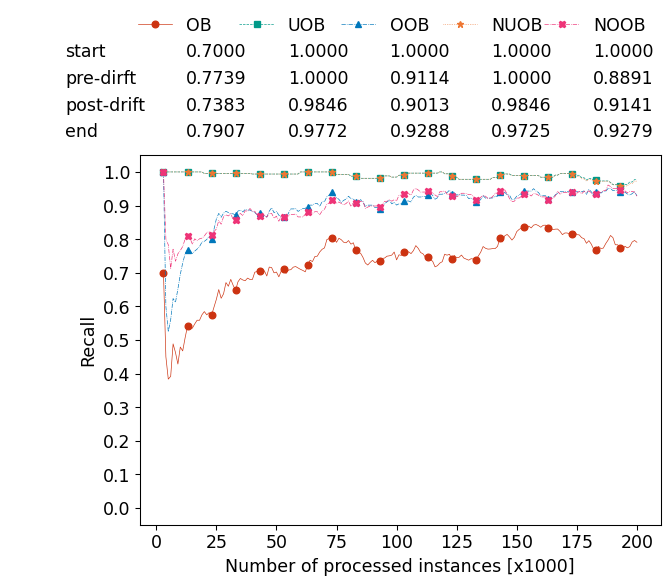 OB UOB OOB NUOB NOOB
start 0.7000 1.0000 1.0000 1.0000 1.0000
pre-dirft 0.7739 1.0000 0.9114 1.0000 0.8891
post-drift 0.7383 0.9846 0.9013 0.9846 0.9141
end 0.7907 0.9772 0.9288 0.9725 0.9279
1.0
0.9
0.8
0.7
0.6
0.5
0.4
0.3
0.2
0.1
0.0
Recall
0 25 50 75 100 125 150 175 200
Number of processed instances [x1000]